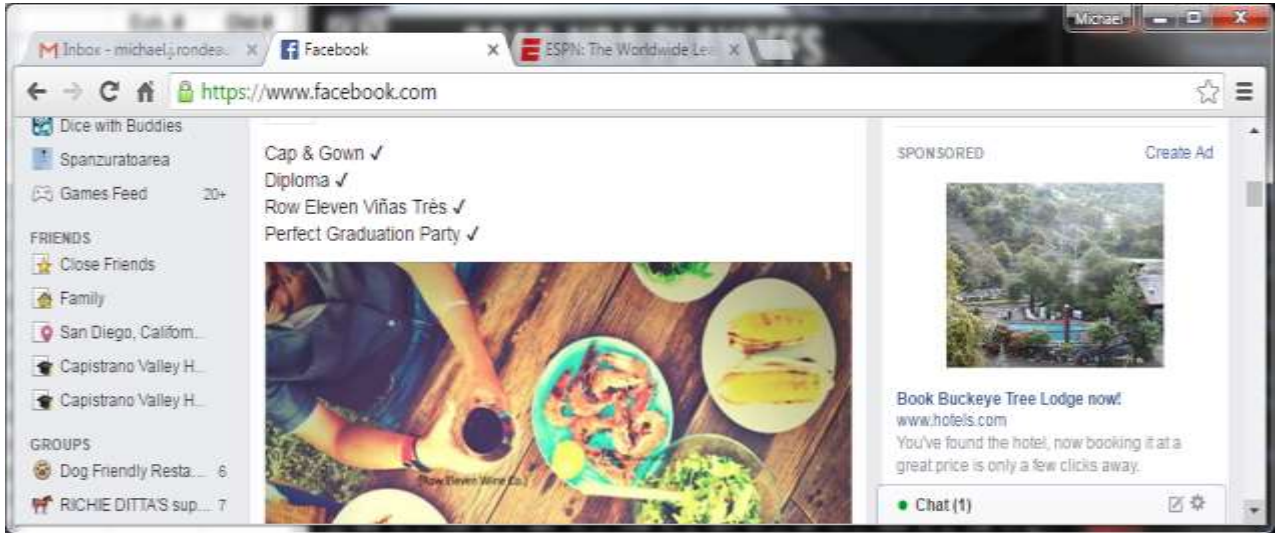 Michael
Inbox - michael.j.rondea..
Facebook
ESPN: The Worldwide Lea
https://www.facebook.com
Dice with Buddies
Spanzuratoarea
Games Feed 20+
FRIENDS
Close Friends
Family
San Diego, Californ...
Capistrano Valley H...
Capistrano Valley H...
GROUPS
Dog Friendly Resta... 6
RICHIE DITTA'S sup... 7
Cap & Gown ✓
Diploma ✓
Row Eleven Viñas Très ✓
Perfect Graduation Party ✓
(Row Eleven Wine Co.)
SPONSORED Create Ad
Book Buckeye Tree Lodge now!
www.hotels.com
You've found the hotel, now booking it at a
great price is only a few clicks away.
Chat (1)